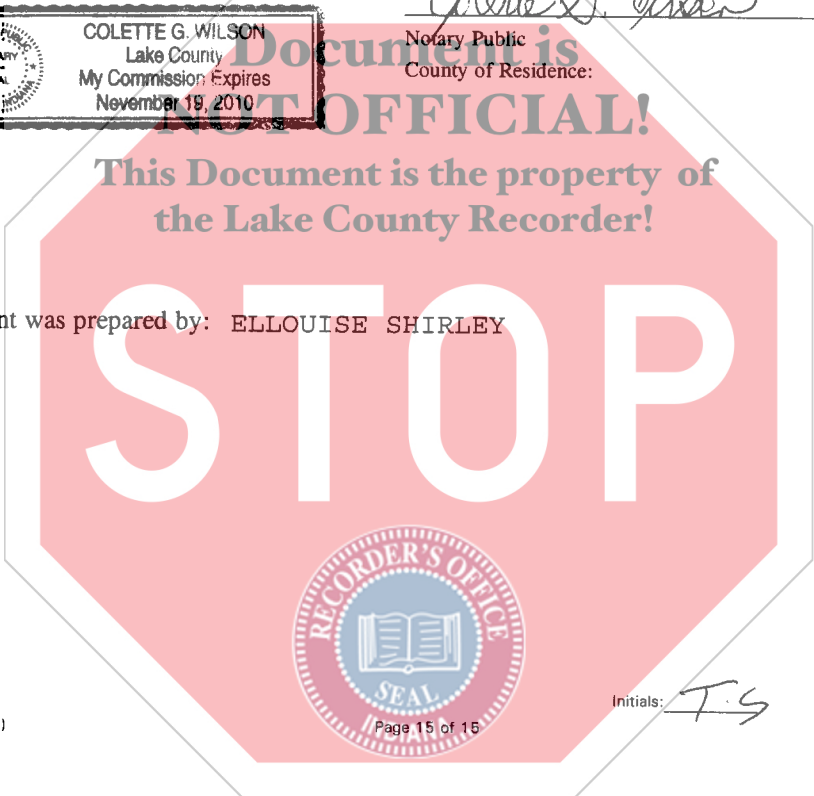 COLETTE G. WILSON
Lake County
My Commission Expires
November 19, 2010
INDIANA
Notary Public
County of Residence:
Document is
NOT OFFICIAL!
This Document is the property of
the Lake County Recorder!
nt was prepared by: ELLOUISE SHIRLEY
STOP
RECORDER'S OFFICE
SEAL
INDIANA
Initials: T.S
)
Page 15 of 15